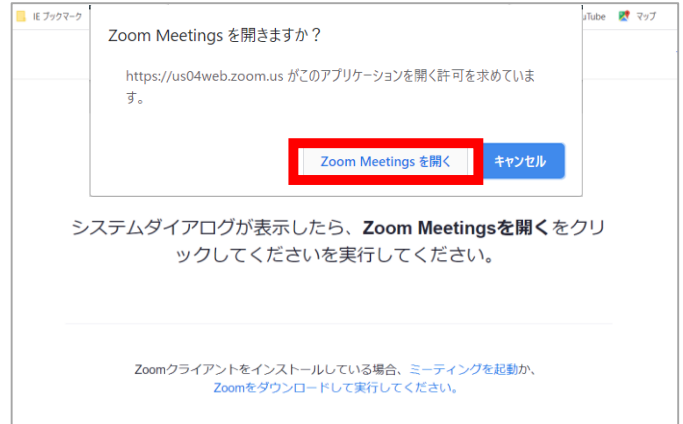 IE ブックマーク
uTube
マップ
Zoom Meetings を開きますか？
https://us04web.zoom.us がこのアプリケーションを開く許可を求めていま
す。
Zoom Meetings を開く
キャンセル
システムダイアログが表示したら、Zoom Meetingsを開くをクリ
ックしてくださいを実行してください。
Zoomクライアントをインストールしている場合、ミーティングを起動か、
Zoomをダウンロードして実行してください。